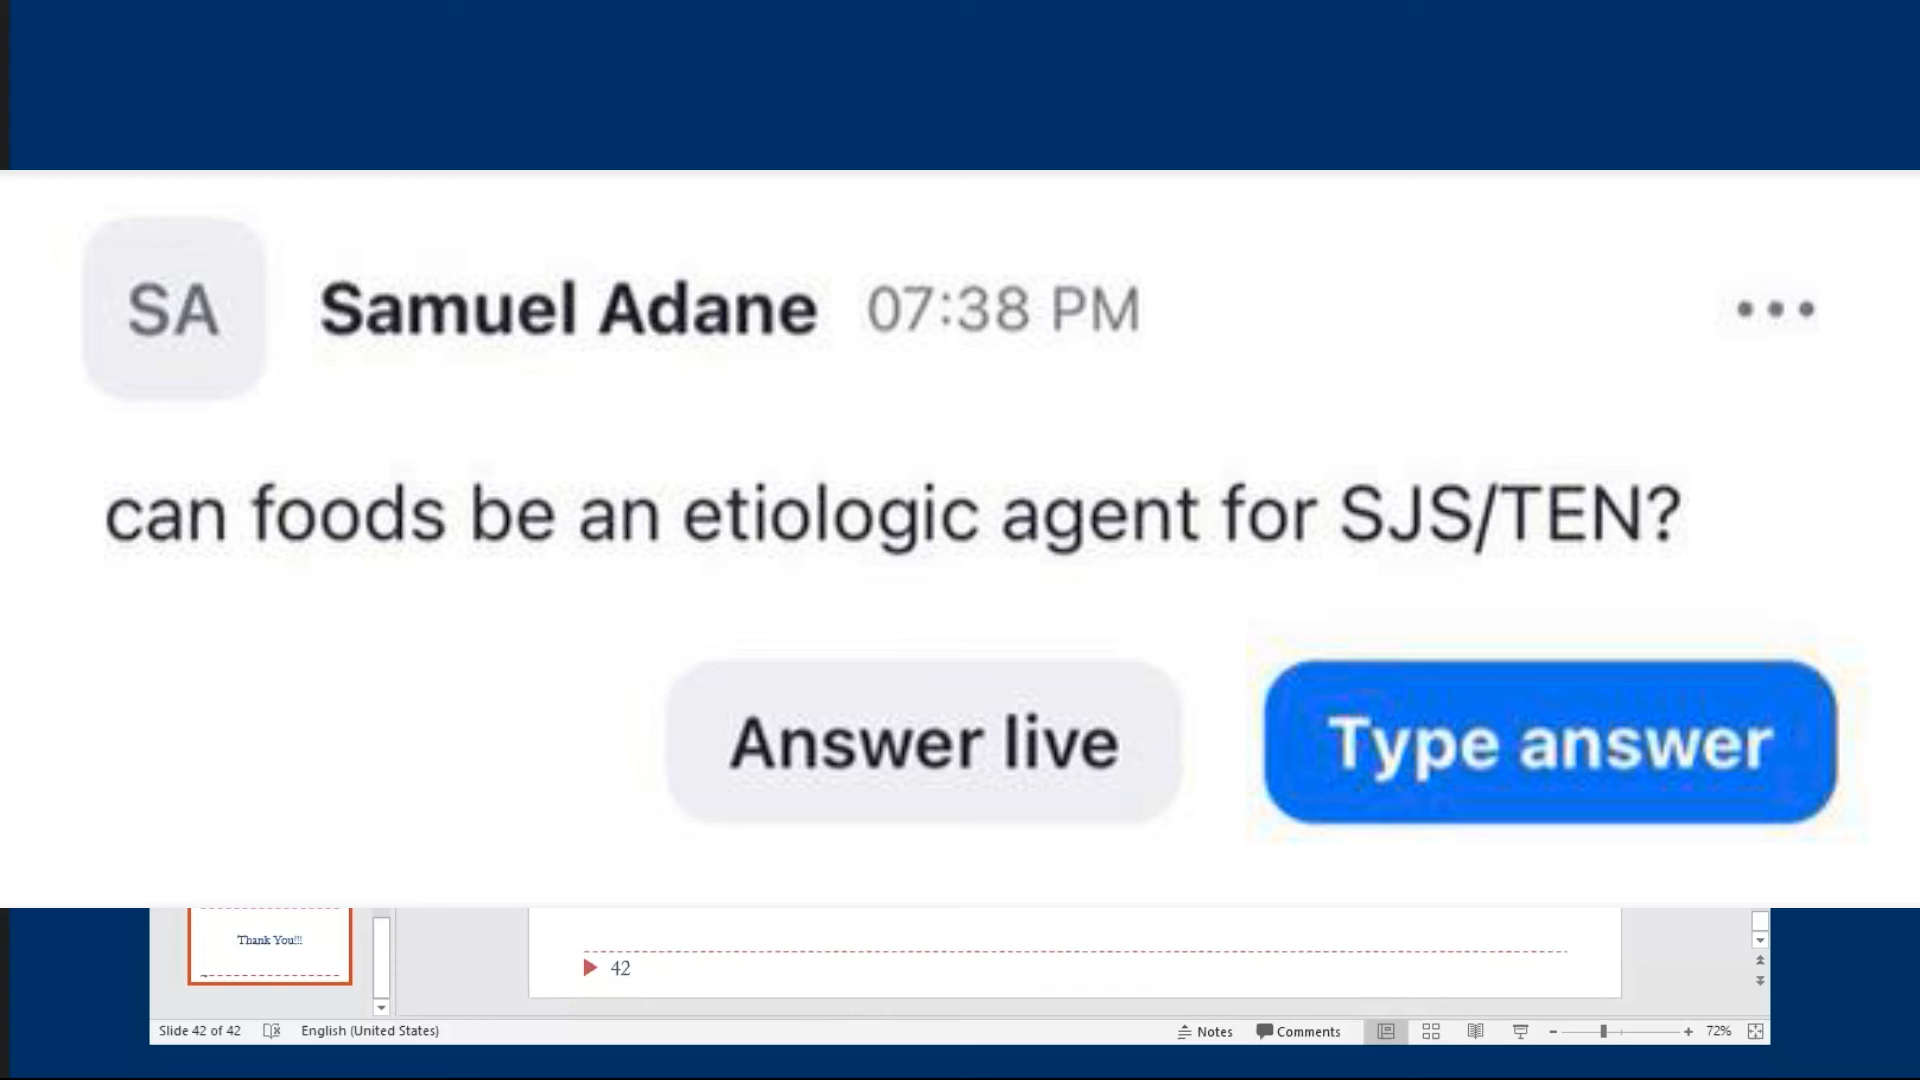 SA
Samuel Adane 07:38 PM
can foods be an etiologic agent for SJS/TEN?
Answer live
Type answer
Thank You!!!
42
Slide 42 of 42 English (United States) Notes Comments 72%